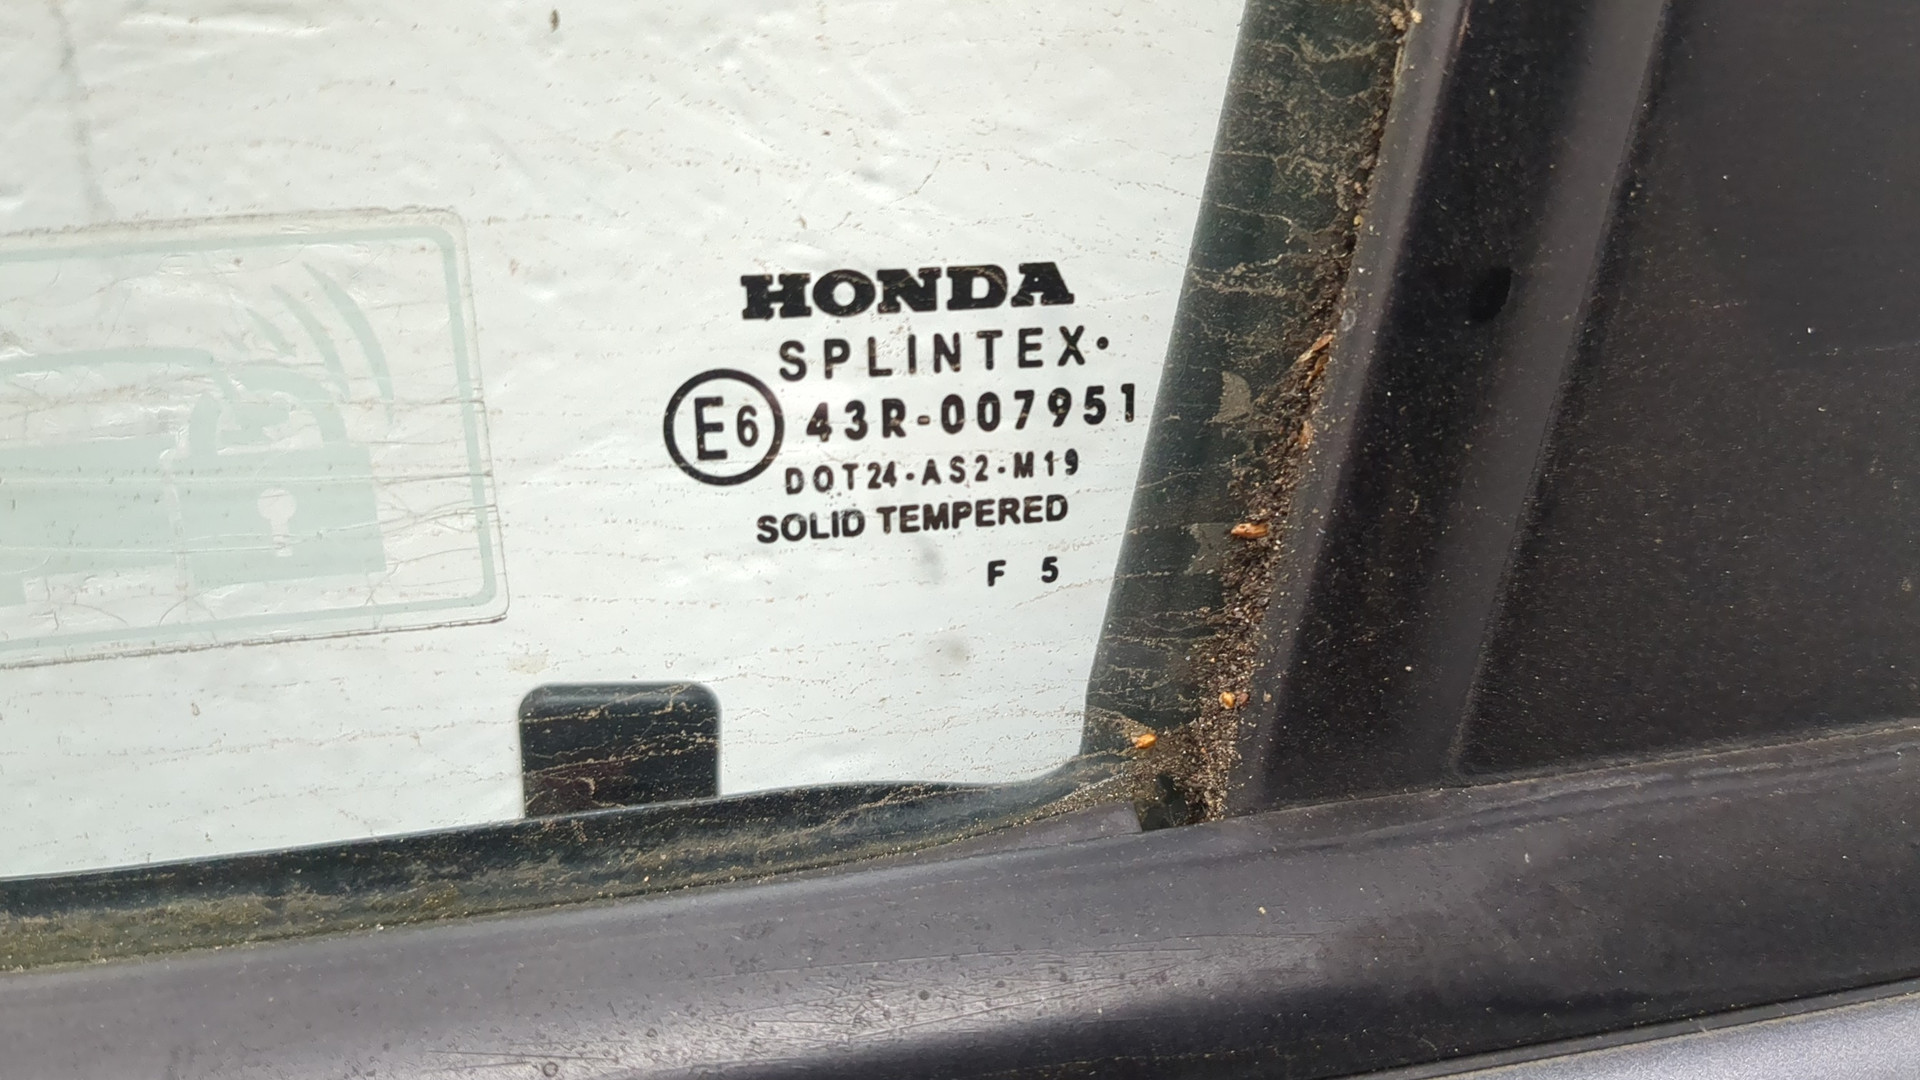 HONDA
SPLINTEX·
E6 43R-007951
DOT24-AS2-M19
SOLID TEMPERED
F 5